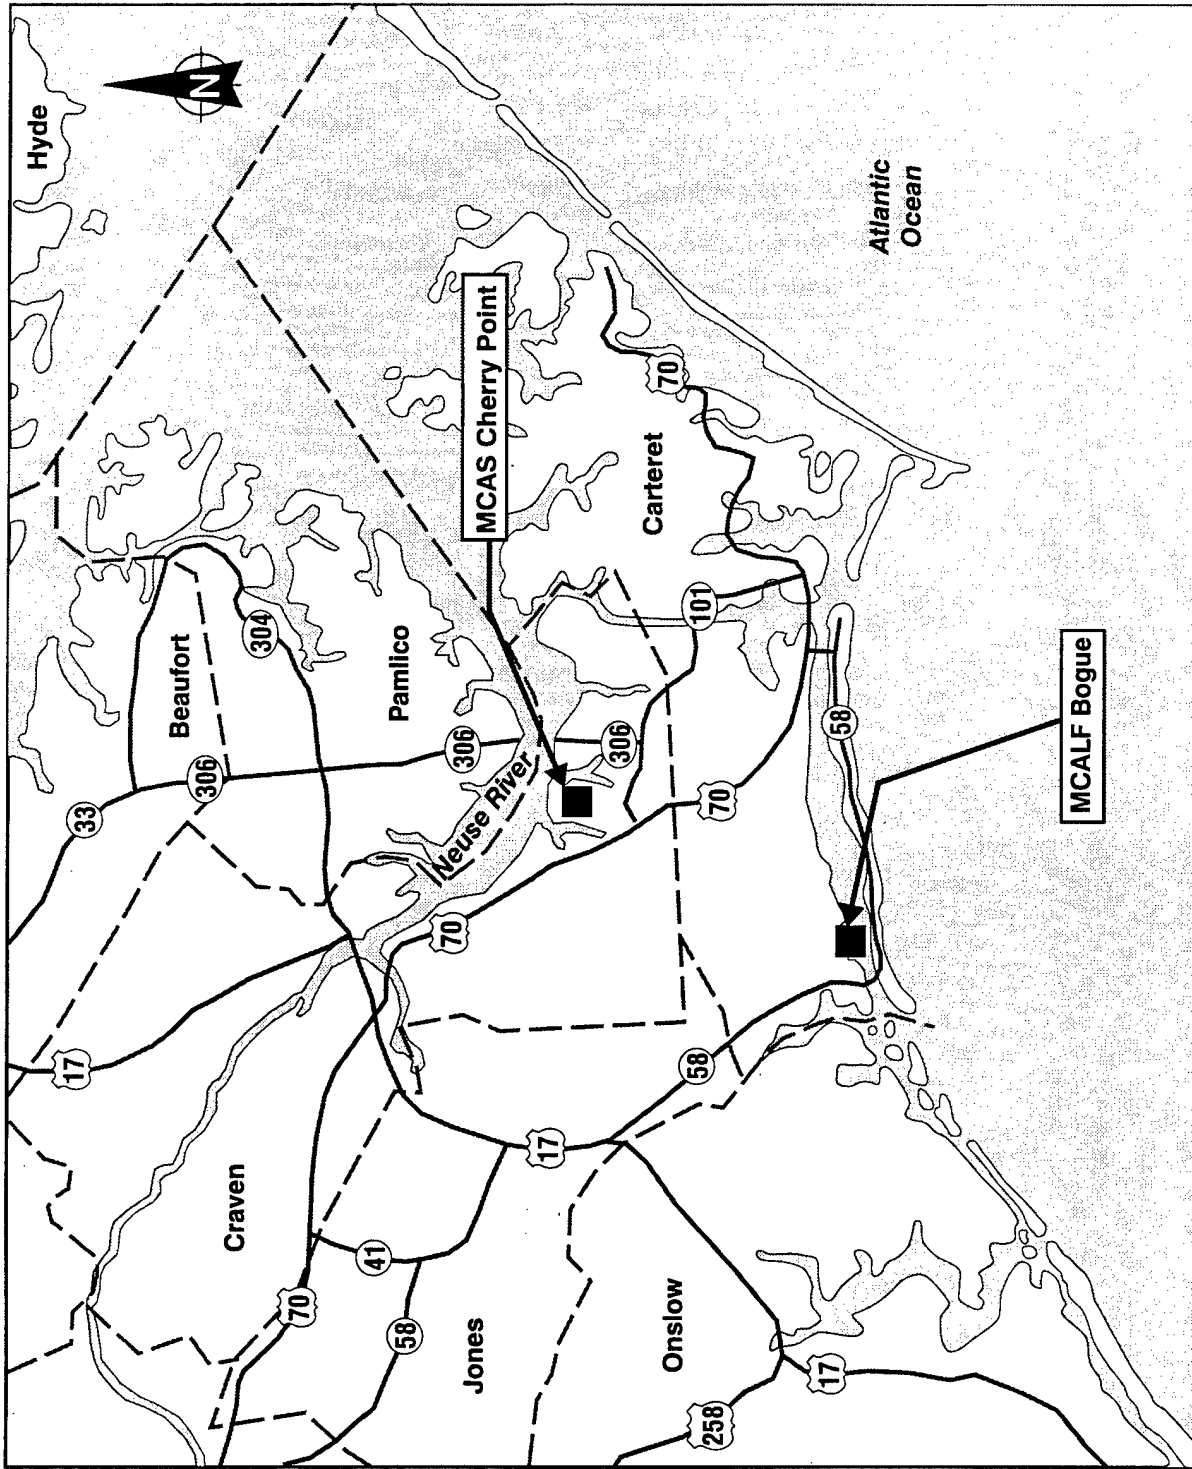 Hyde
N
33
17
Beaufort
306
304
Pamlico
306
Neuse River
306
MCAS Cherry Point
Craven
70
70
41
58
Jones
17
58
Onslow
258
17
70
101
Carteret
70
58
Atlantic
Ocean
MCALF Bogue